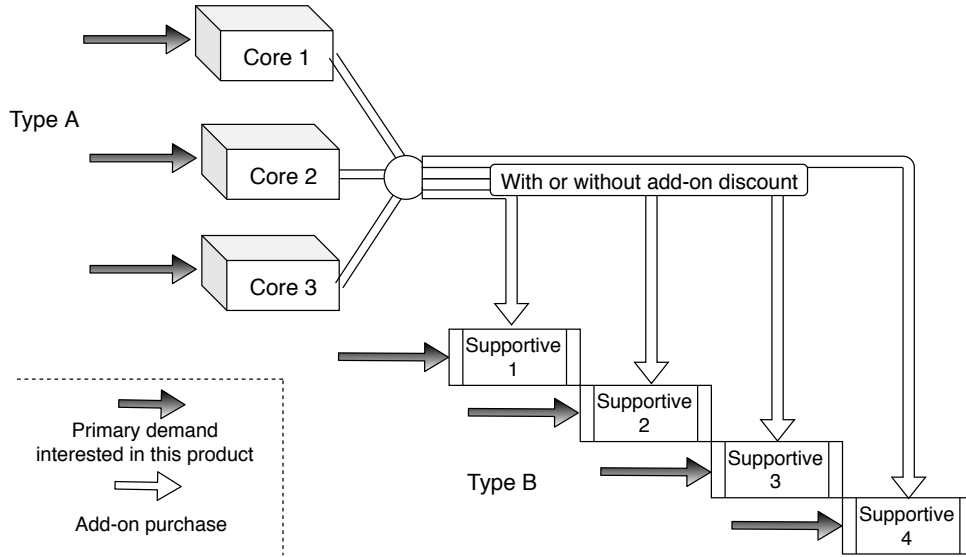 Core 1
Type A
Core 2
With or without add-on discount
Core 3
Supportive
1
Supportive
2
Primary demand
interested in this product
Supportive
3
Type B
Add-on purchase
Supportive
4